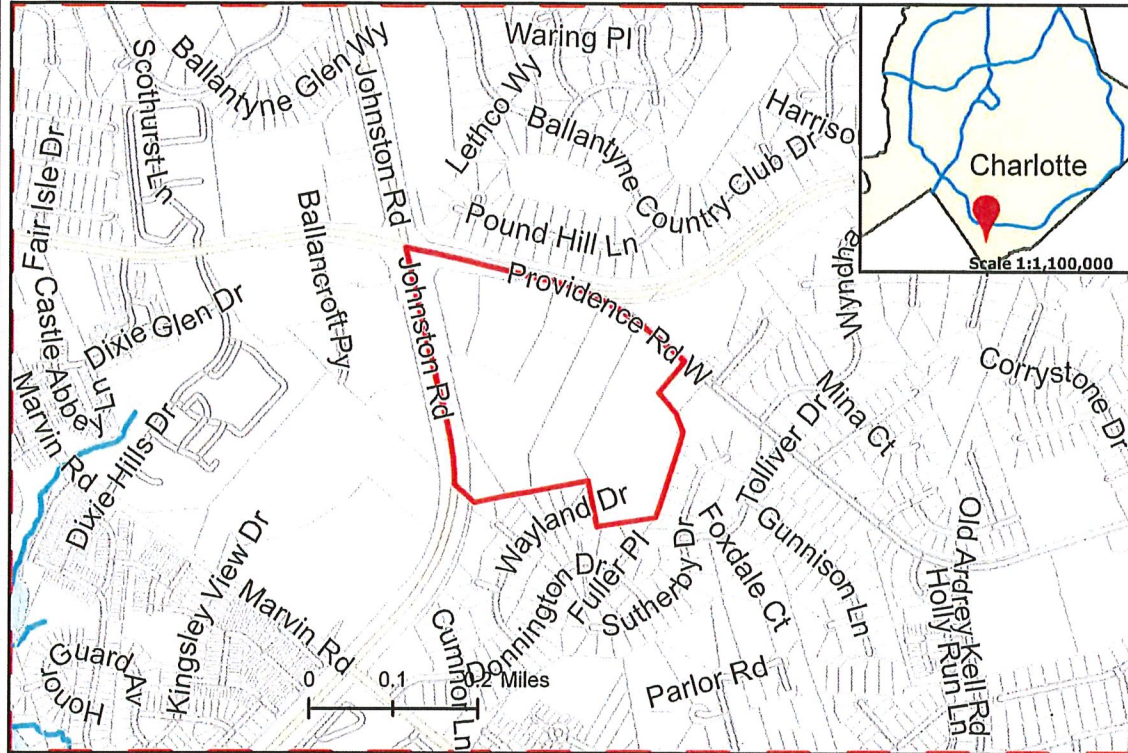 Waring Pl
Ballantyne Glen Wy
Scothurst Ln
Johnston Rd
Lethco Wy
Ballantyne Country Club Dr
Harriso
Charlotte
Scale 1:1,100,000
Fair Isle Dr
Ballancroft Py
Pound Hill Ln
Wyndha
Providence Rd W
Johnston Rd
Castle Abbey Ln
Dixie Glen Dr
Marvin Rd
Dixie Hills Dr
Corrystone Dr
Mina Ct
Tolliver Dr
Wayland Dr
Gunnison Ln
Foxdale Ct
Donnington Dr
Fuller Pl
Sutherby Dr
Old Ardrey Kell Rd
Holly Run Ln
Kingsley View Dr
Marvin Rd
Cumnor Ln
Guard Av
Honor
Parlor Rd
0 0.1 0.2 Miles